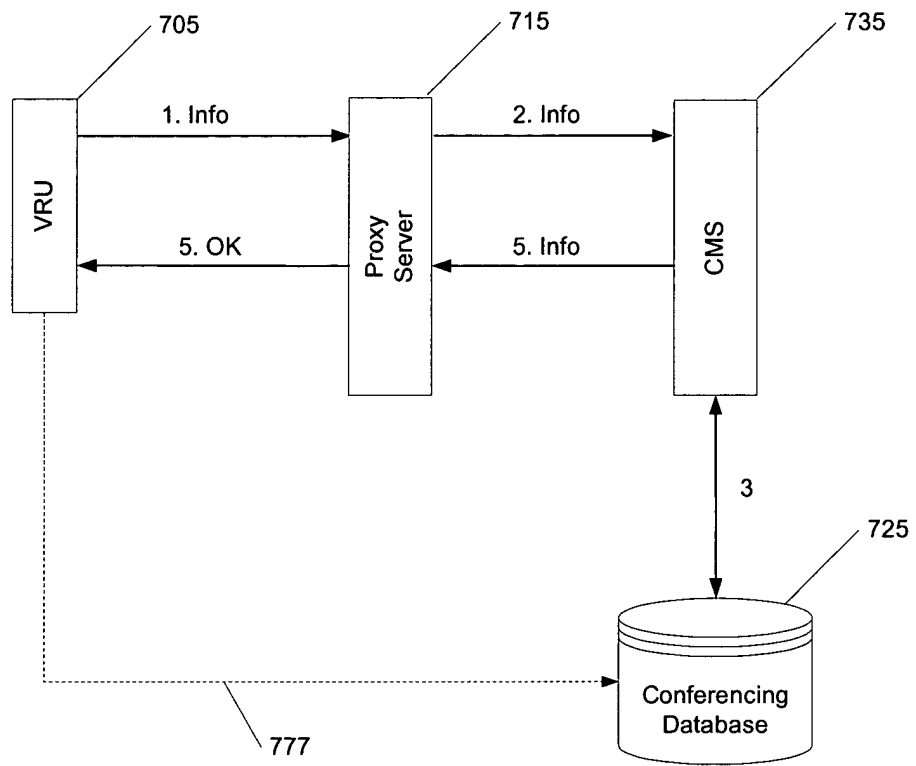 705
715
735
1. Info
2. Info
VRU
Proxy
Server
CMS
5. OK
5. Info
3
725
Conferencing
Database
777